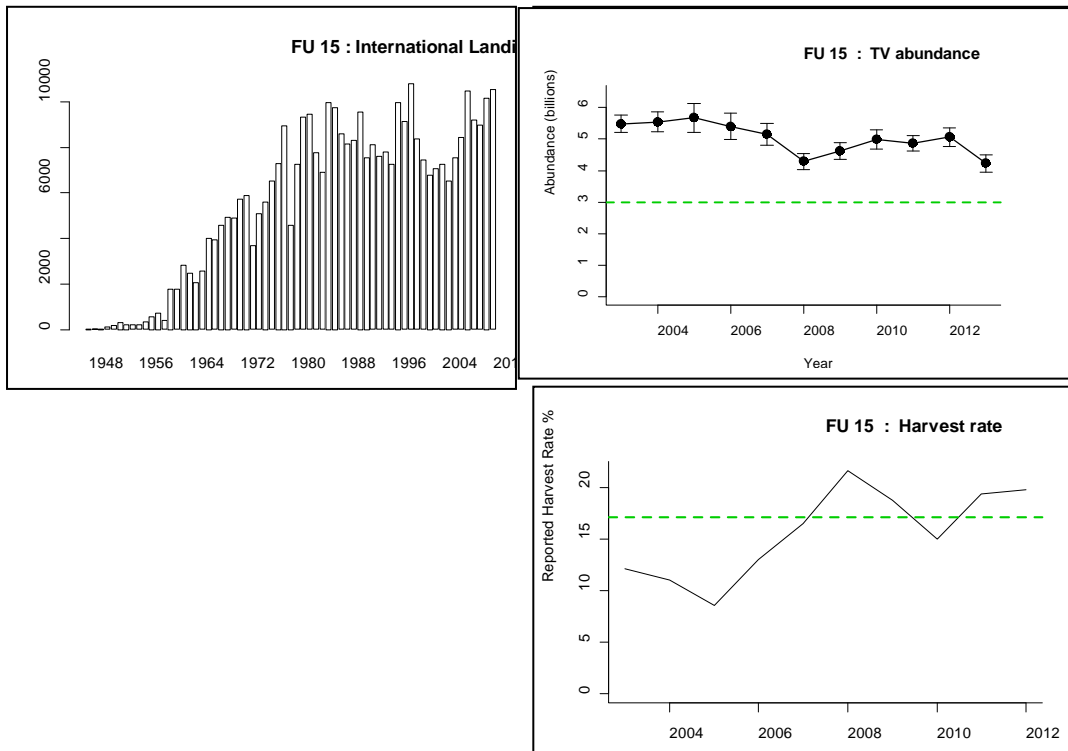 FU 15 : International Landi
10000
6000
2000
0
1948 1956 1964 1972 1980 1988 1996 2004 201
FU 15 : TV abundance
Abundance (billions)
6
5
4
3
2
1
0
2004 2006 2008 2010 2012
Year
FU 15 : Harvest rate
Reported Harvest Rate %
20
15
10
5
0
2004 2006 2008 2010 2012